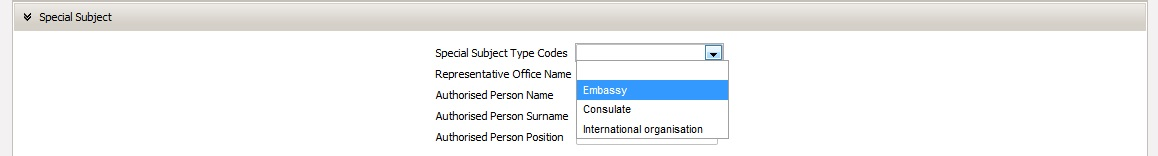 Special Subject
Special Subject Type Codes
Representative Office Name
Embassy
Authorised Person Name
Consulate
Authorised Person Surname
International organisation
Authorised Person Position